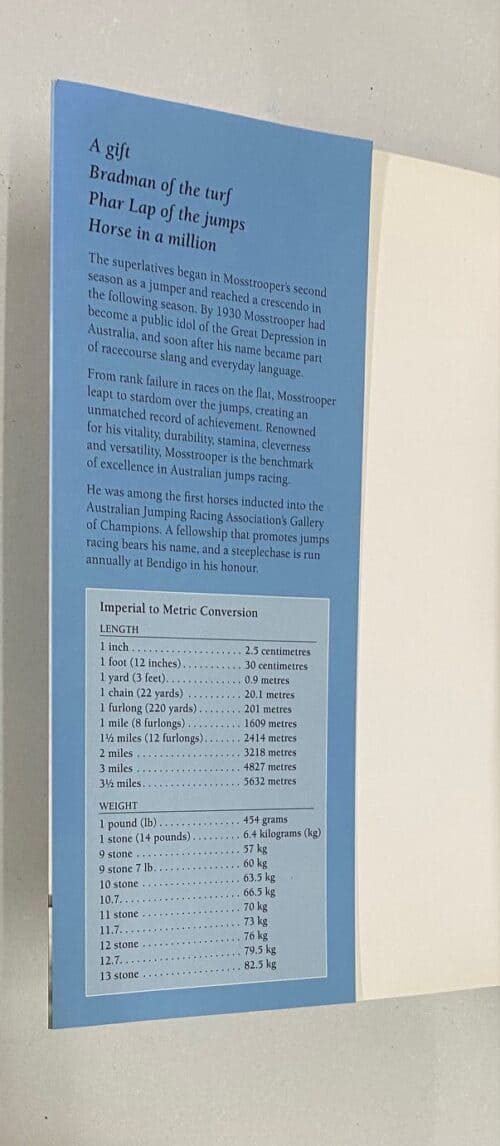 A gift
Bradman of the turf
Phar Lap of the jumps
Horse in a million
The superlatives began in Mosstrooper's second
season as a jumper and reached a crescendo in
the following season. By 1930 Mosstrooper had
become a public idol of the Great Depression in
Australia, and soon after his name became part
of racecourse slang and everyday language.
From rank failure in races on the flat, Mosstrooper
leapt to stardom over the jumps, creating an
unmatched record of achievement. Renowned
for his vitality, durability, stamina, cleverness
and versatility, Mosstrooper is the benchmark
of excellence in Australian jumps racing.
He was among the first horses inducted into the
Australian Jumping Racing Association's Gallery
of Champions. A fellowship that promotes jumps
racing bears his name, and a steeplechase is run
annually at Bendigo in his honour.
Imperial to Metric Conversion
LENGTH
1 inch . . . . . . . . . . . . . . . . . . . . 2.5 centimetres
1 foot (12 inches). . . . . . . . . . . 30 centimetres
1 yard (3 feet). . . . . . . . . . . . . . 0.9 metres
1 chain (22 yards) . . . . . . . . . . 20.1 metres
1 furlong (220 yards) . . . . . . . . 201 metres
1 mile (8 furlongs) . . . . . . . . . . 1609 metres
1½ miles (12 furlongs). . . . . . . 2414 metres
2 miles . . . . . . . . . . . . . . . . . . . 3218 metres
3 miles . . . . . . . . . . . . . . . . . . . 4827 metres
3½ miles. . . . . . . . . . . . . . . . . . 5632 metres
WEIGHT
1 pound (lb) . . . . . . . . . . . . . . . 454 grams
1 stone (14 pounds) . . . . . . . . . 6.4 kilograms (kg)
9 stone . . . . . . . . . . . . . . . . . . . 57 kg
9 stone 7 lb. . . . . . . . . . . . . . . . 60 kg
10 stone . . . . . . . . . . . . . . . . . . 63.5 kg
10.7. . . . . . . . . . . . . . . . . . . . . . 66.5 kg
11 stone . . . . . . . . . . . . . . . . . . 70 kg
11.7. . . . . . . . . . . . . . . . . . . . . . 73 kg
12 stone . . . . . . . . . . . . . . . . . . 76 kg
12.7. . . . . . . . . . . . . . . . . . . . . . 79.5 kg
13 stone . . . . . . . . . . . . . . . . . . 82.5 kg